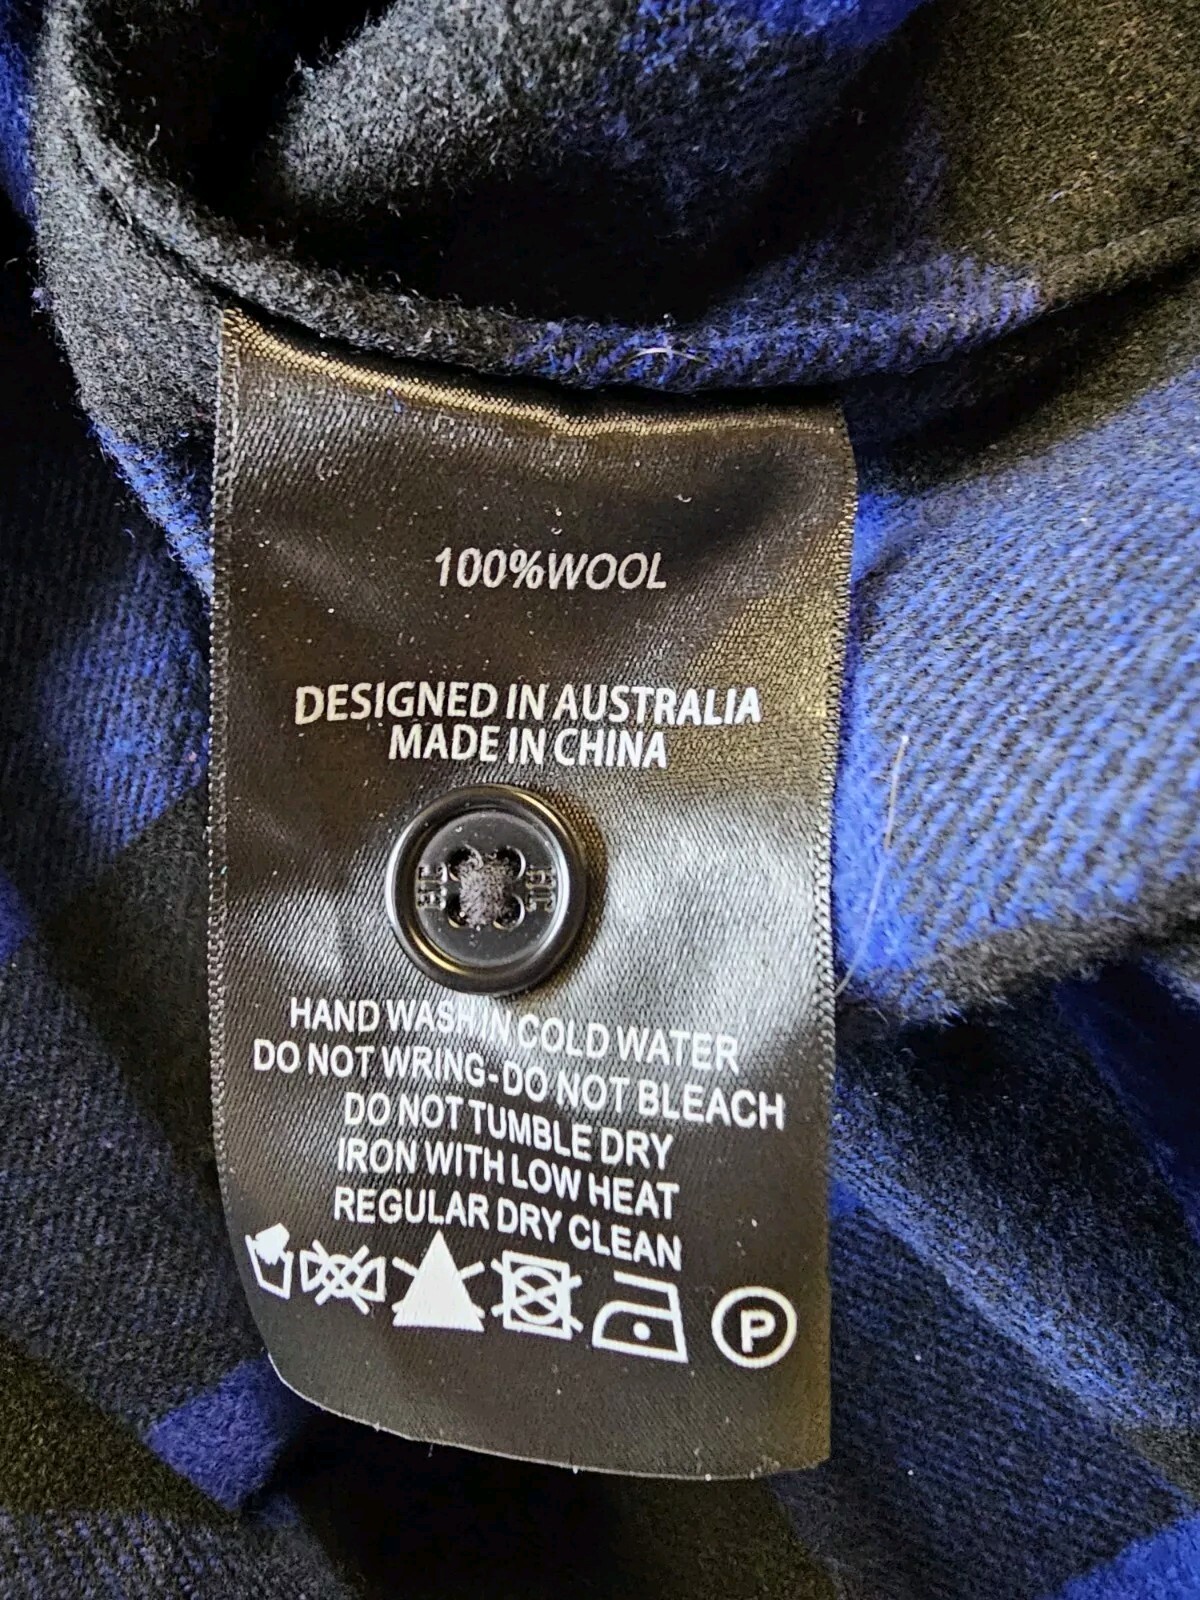 100%WOOL
DESIGNED IN AUSTRALIA
MADE IN CHINA
HAND WASH IN COLD WATER
DO NOT WRING-DO NOT BLEACH
DO NOT TUMBLE DRY
IRON WITH LOW HEAT
REGULAR DRY CLEAN
P